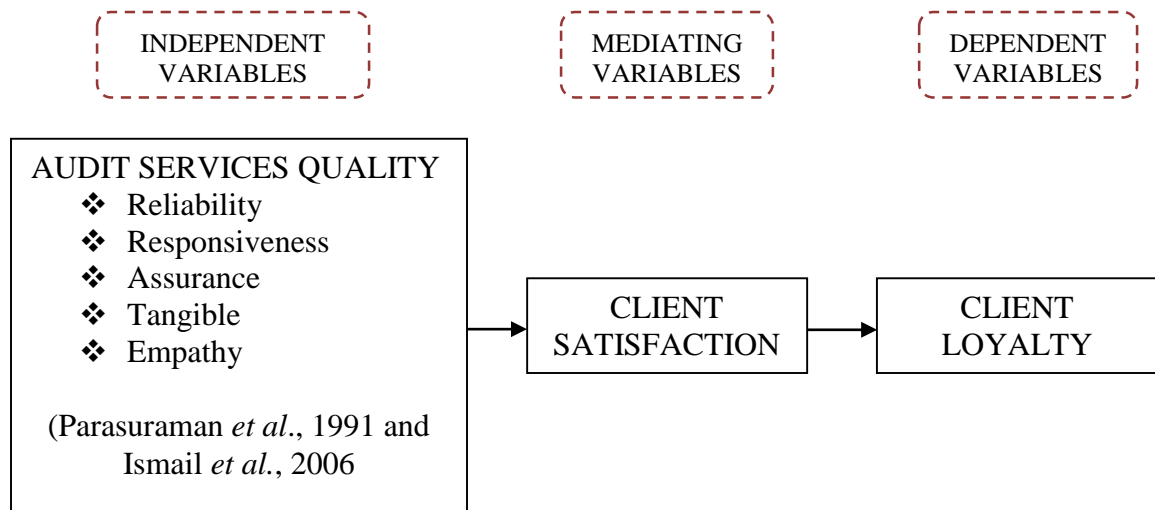 INDEPENDENT
VARIABLES
MEDIATING
VARIABLES
DEPENDENT
VARIABLES
AUDIT SERVICES QUALITY
❖ Reliability
❖ Responsiveness
❖ Assurance
❖ Tangible
❖ Empathy
(Parasuraman et al., 1991 and
Ismail et al., 2006
CLIENT
SATISFACTION
CLIENT
LOYALTY